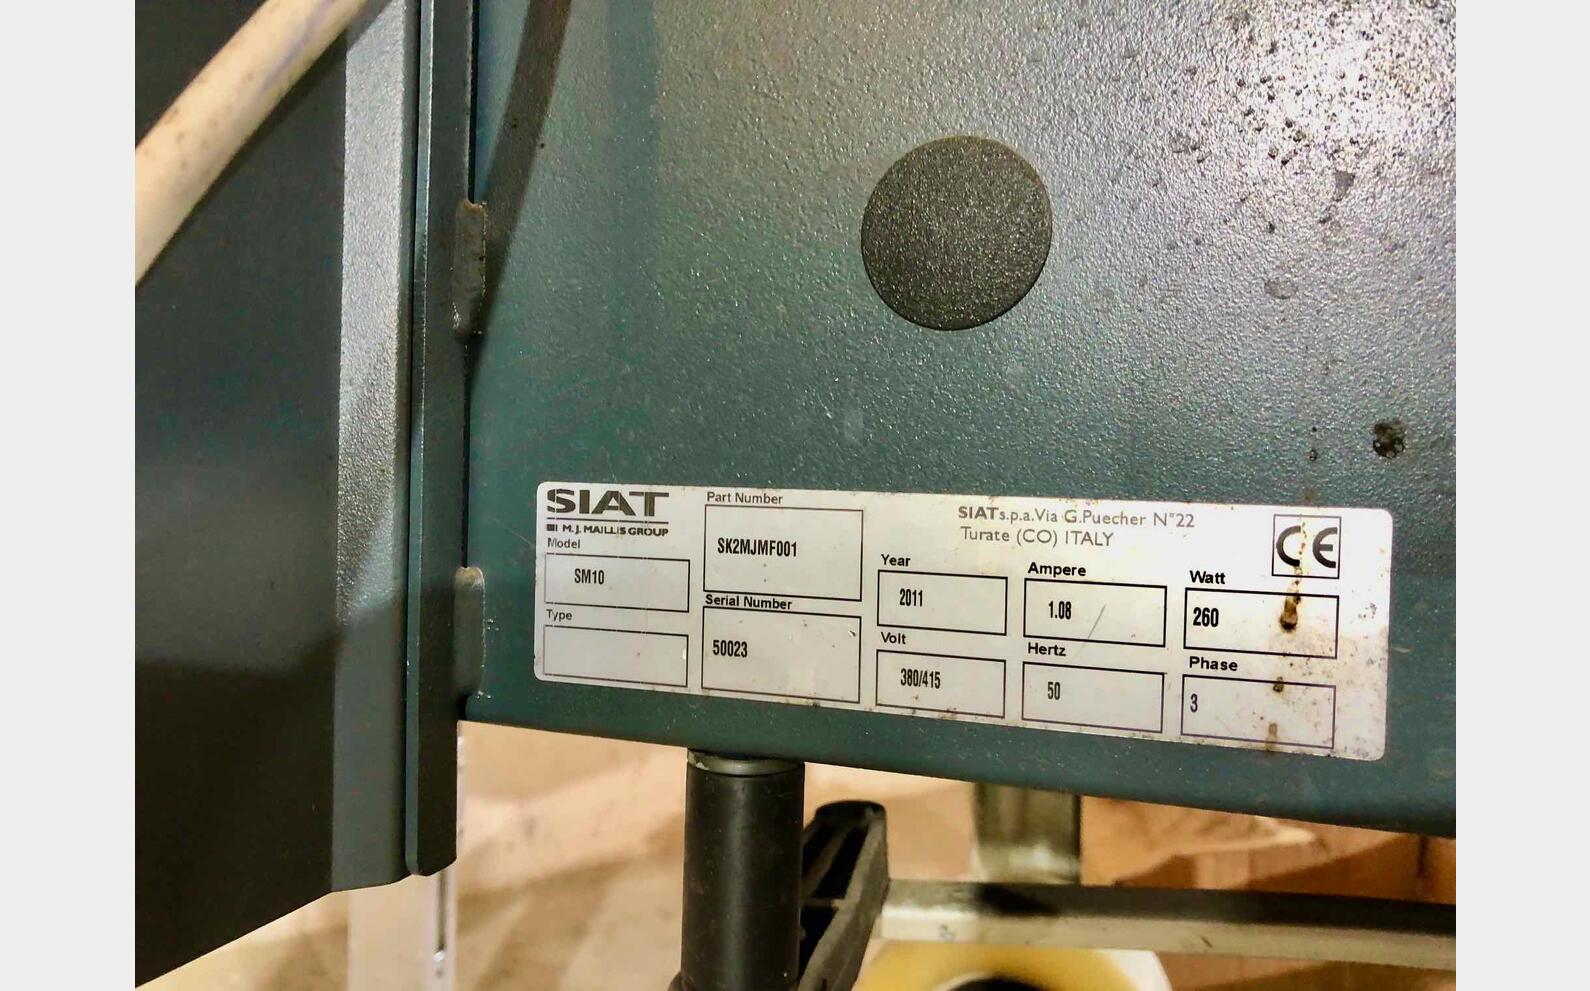 SIAT
M.J. MAILLIS GROUP
Model
SM10
Type
Part Number
SK2MJMF001
Serial Number
50023
SIAT s.p.a. Via G. Puecher N°22
Turate (CO) ITALY
CE
Year
2011
Ampere
1.08
Watt
260
Volt
380/415
Hertz
50
Phase
3